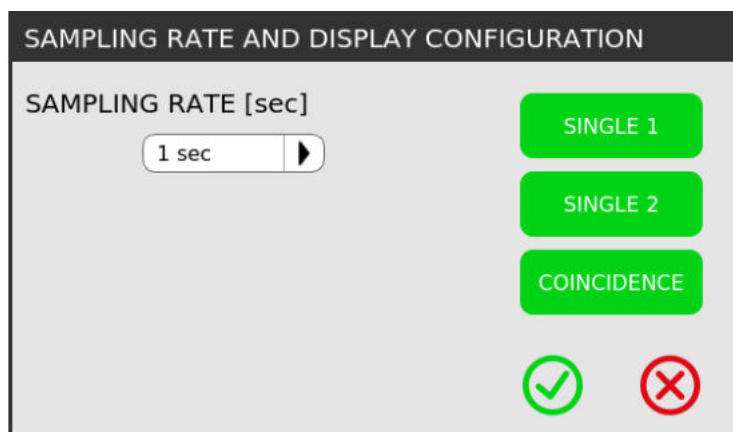 SAMPLING RATE AND DISPLAY CONFIGURATION
SAMPLING RATE [sec]
1 sec
SINGLE 1
SINGLE 2
COINCIDENCE